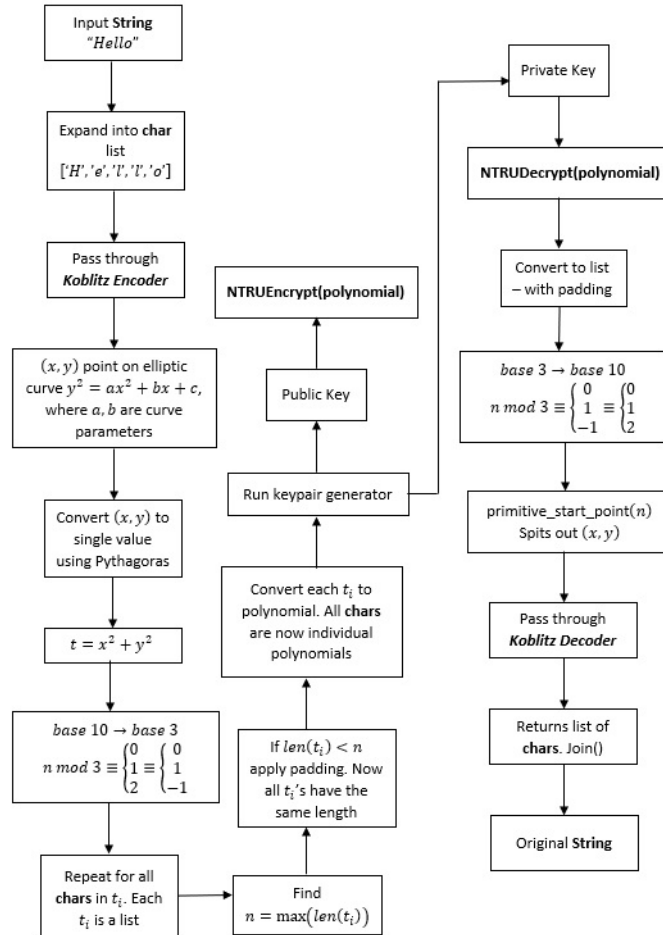 Input String
“Hello”
Expand into char
list
[‘H’,’e’,’l’,’l’,’o’]
Pass through
Koblitz Encoder
(x, y) point on elliptic
curve y² = ax² + bx + c,
where a, b are curve
parameters
Convert (x, y) to
single value
using Pythagoras
t = x² + y²
base 10 → base 3
n mod 3 ≡ {0 1 2 ≡ {0 1 −1
Repeat for all
chars in tᵢ. Each
tᵢ is a list
Find
n = max(len(tᵢ))
If len(tᵢ) < n
apply padding. Now
all tᵢ’s have the
same length
Convert each tᵢ to
polynomial. All chars
are now individual
polynomials
Run keypair generator
Public Key
NTRUEncrypt(polynomial)
Private Key
NTRUDecrypt(polynomial)
Convert to list
– with padding
base 3 → base 10
n mod 3 ≡ {0 1 −1 ≡ {0 1 2
primitive_start_point(n)
Spits out (x, y)
Pass through
Koblitz Decoder
Returns list of
chars. Join()
Original String